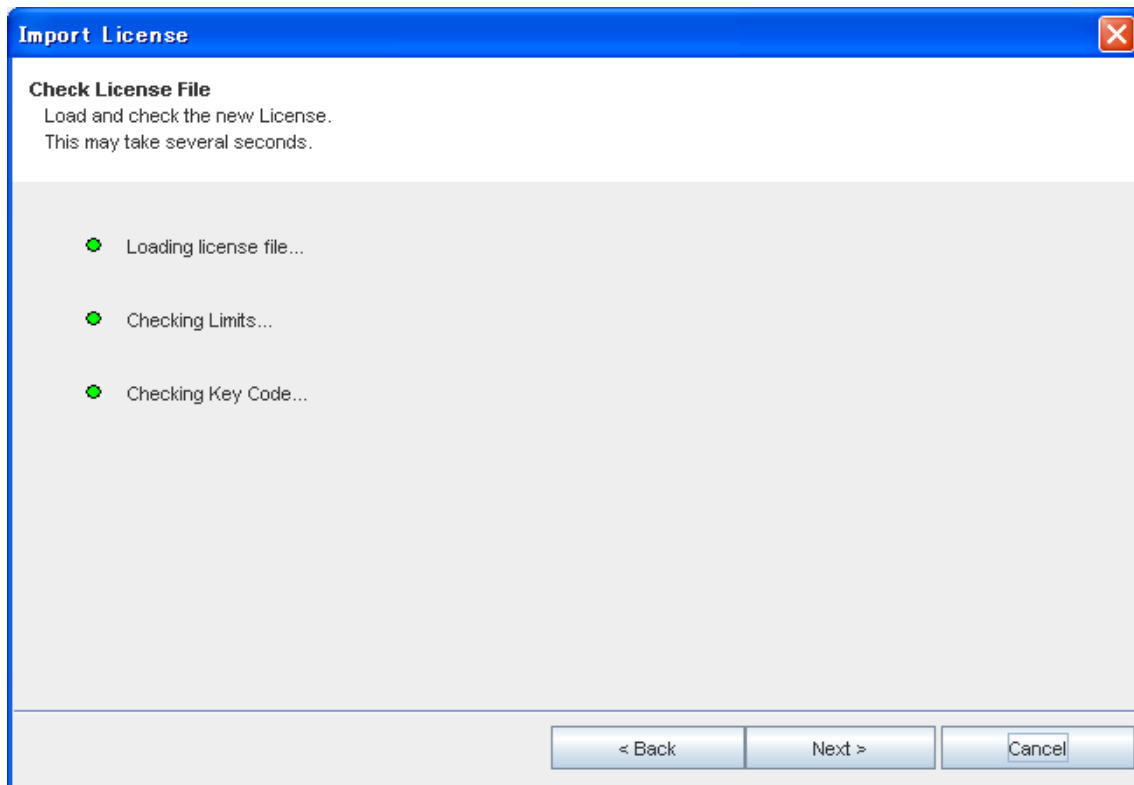 Import License
Check License File
Load and check the new License.
This may take several seconds.
Loading license file...
Checking Limits...
Checking Key Code...
< Back
Next >
Cancel